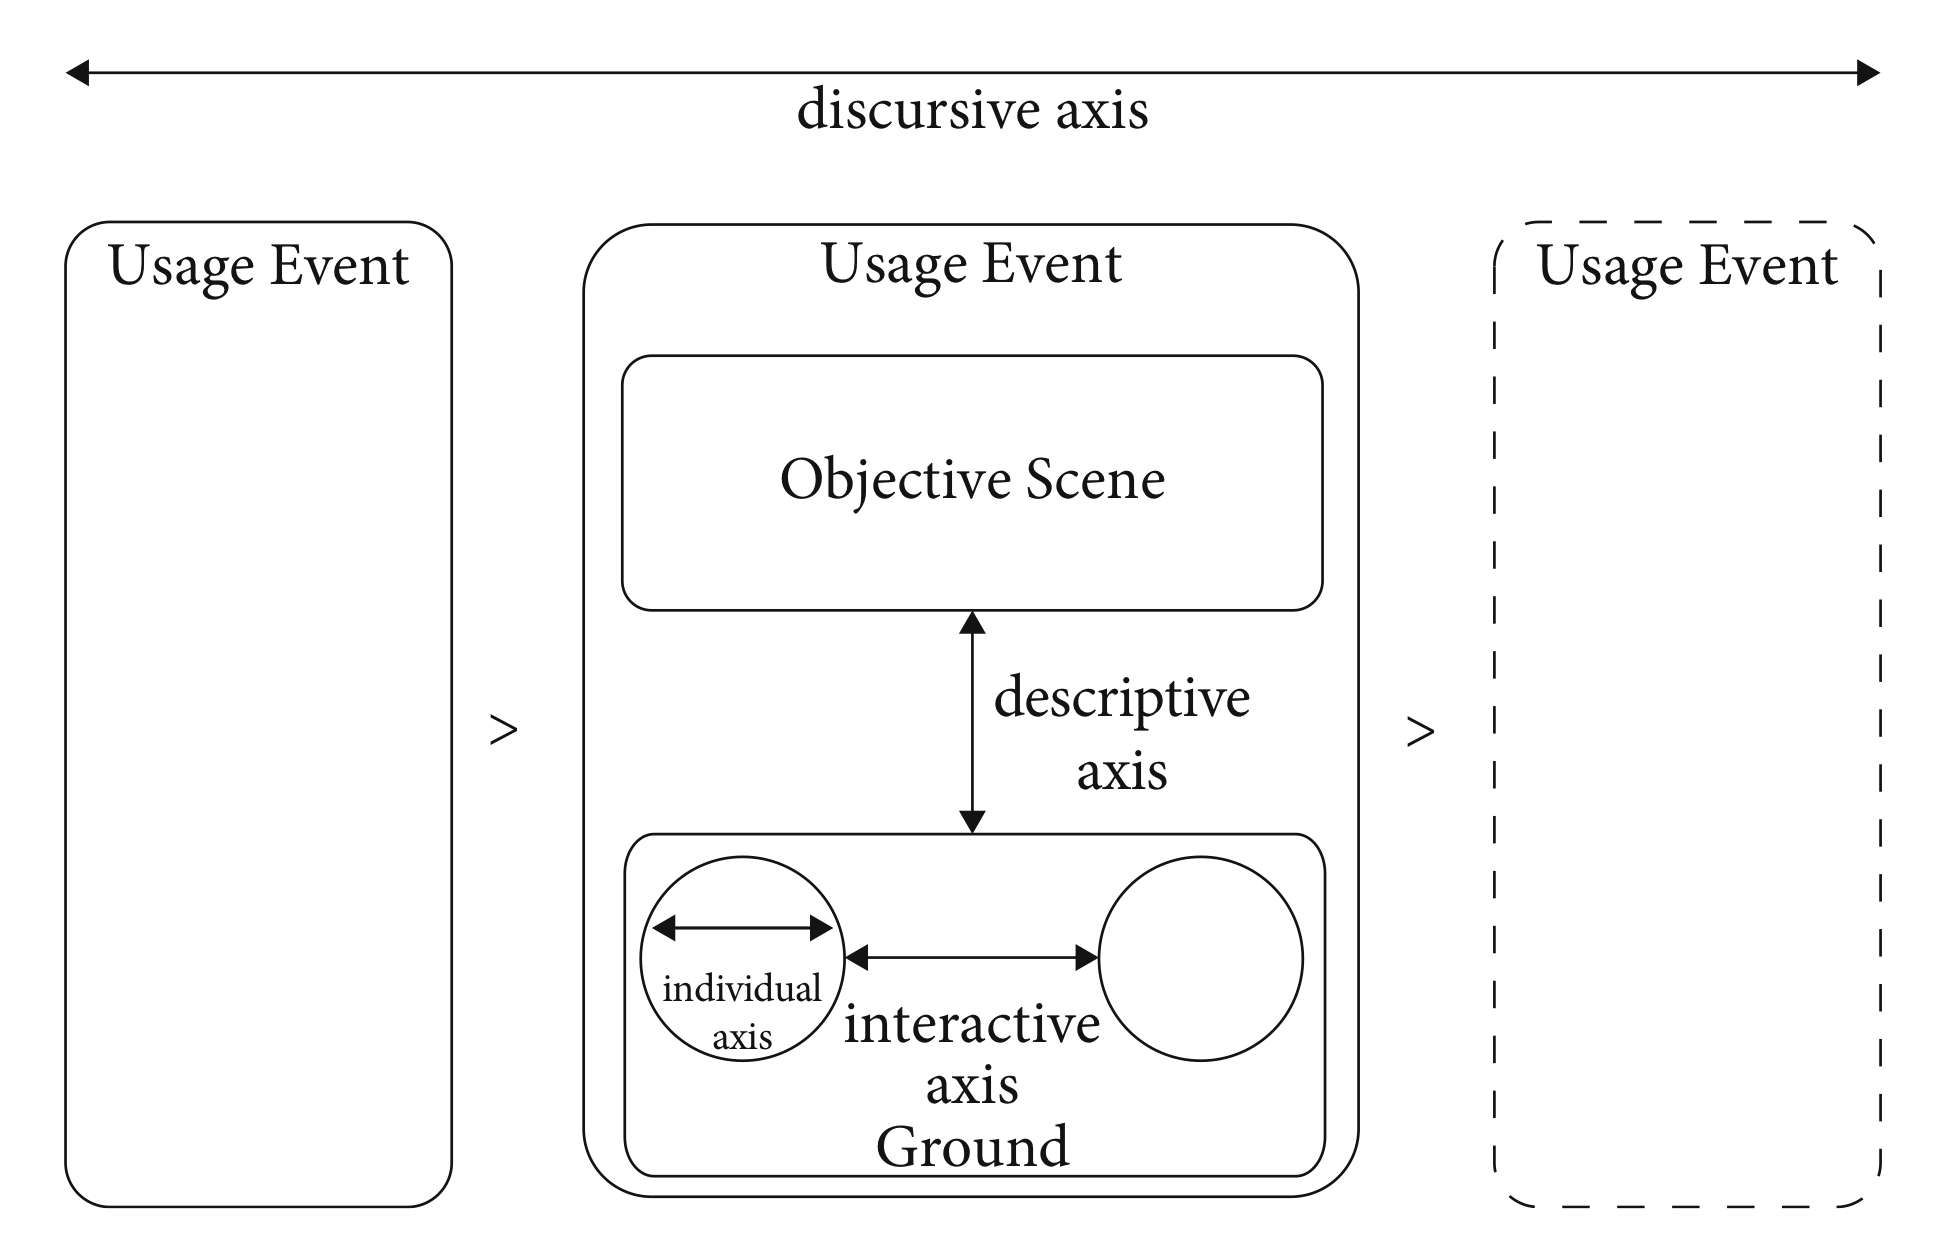 discursive axis
Usage Event
Usage Event
Usage Event
Objective Scene
descriptive
axis
>
>
individual
axis
interactive
axis
Ground